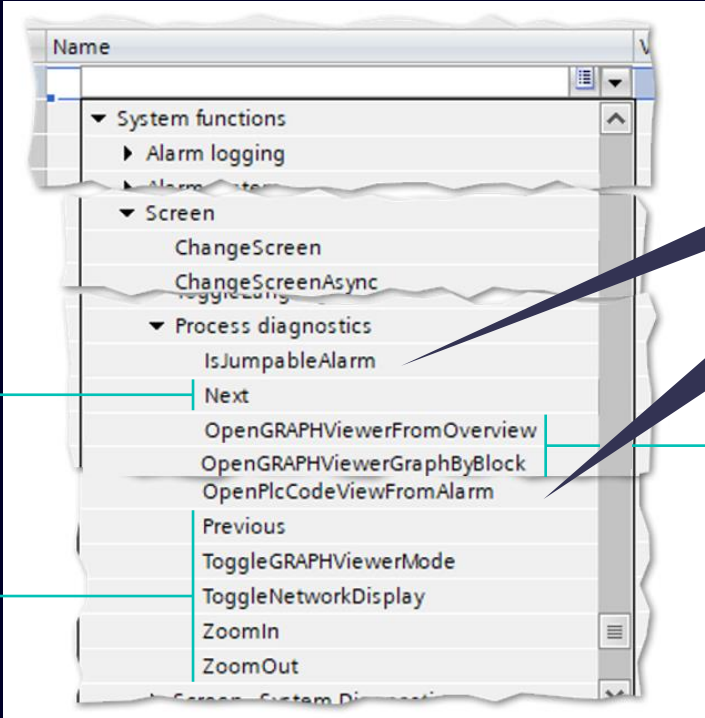 Name
System functions
Alarm logging
Screen
ChangeScreen
ChangeScreenAsync
Process diagnostics
IsJumpableAlarm
Next
OpenGRAPHViewerFromOverview
OpenGRAPHViewerGraphByBlock
OpenPlcCodeViewFromAlarm
Previous
ToggleGRAPHViewerMode
ToggleNetworkDisplay
ZoomIn
ZoomOut